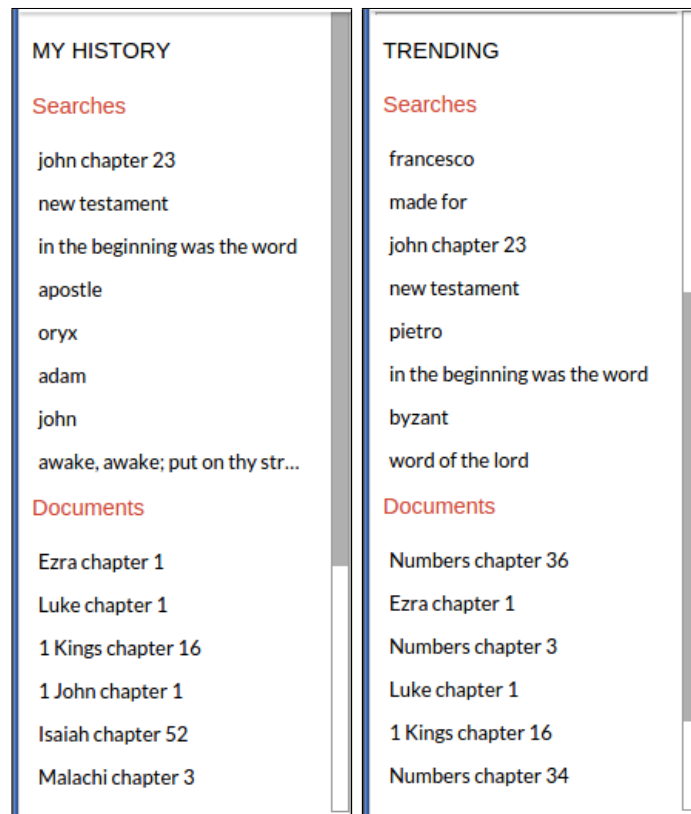 MY HISTORY
Searches
john chapter 23
new testament
in the beginning was the word
apostle
oryx
adam
john
awake, awake; put on thy str...
Documents
Ezra chapter 1
Luke chapter 1
1 Kings chapter 16
1 John chapter 1
Isaiah chapter 52
Malachi chapter 3
TRENDING
Searches
francesco
made for
john chapter 23
new testament
pietro
in the beginning was the word
byzant
word of the lord
Documents
Numbers chapter 36
Ezra chapter 1
Numbers chapter 3
Luke chapter 1
1 Kings chapter 16
Numbers chapter 34